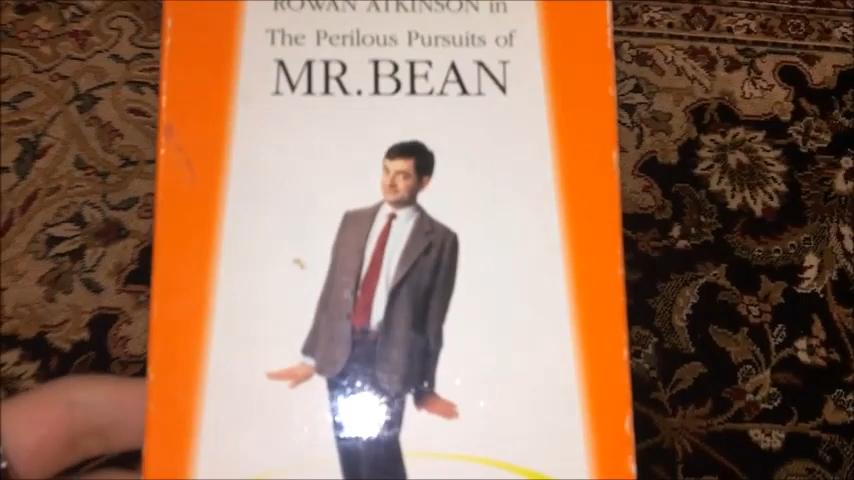 ROWAN ATKINSON in
The Perilous Pursuits of
MR. BEAN